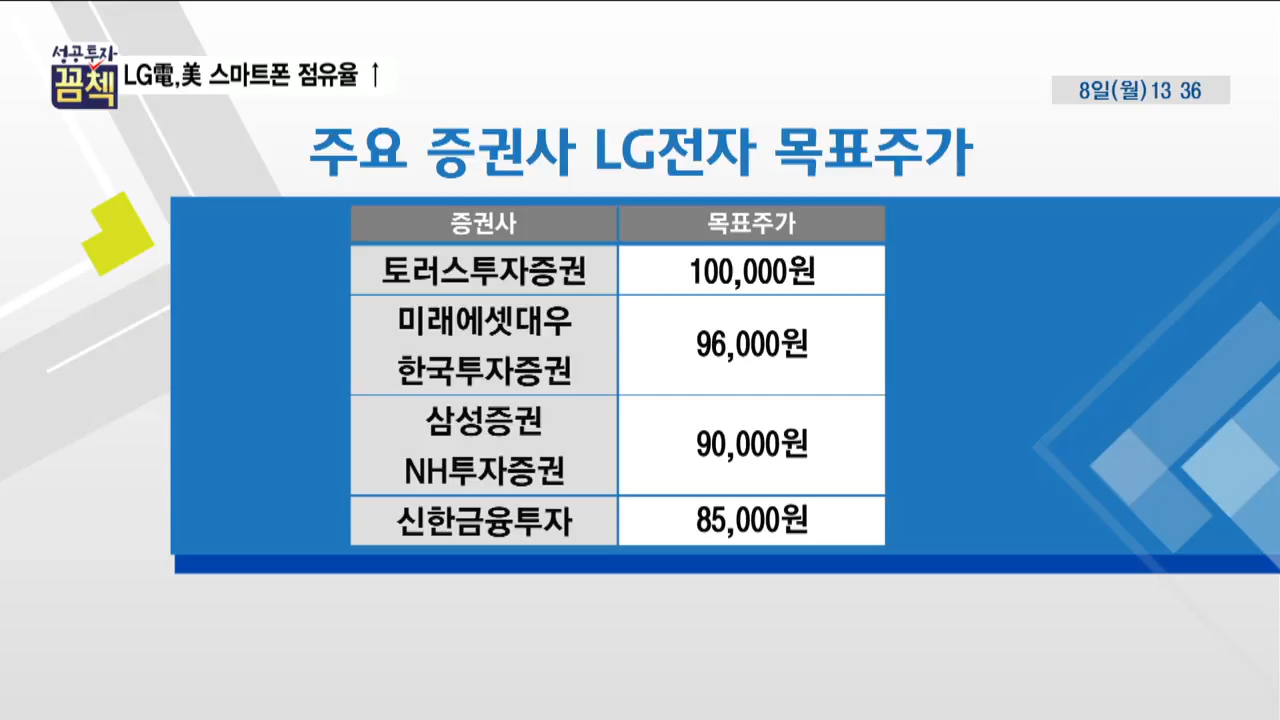 성공투자
꼼첵
LG電,美 스마트폰 점유율 ↑
8일(월)13 36
주요 증권사 LG전자 목표주가
증권사 목표주가
토러스투자증권 100,000원
미래에셋대우
한국투자증권
96,000원
삼성증권
NH투자증권
90,000원
신한금융투자 85,000원